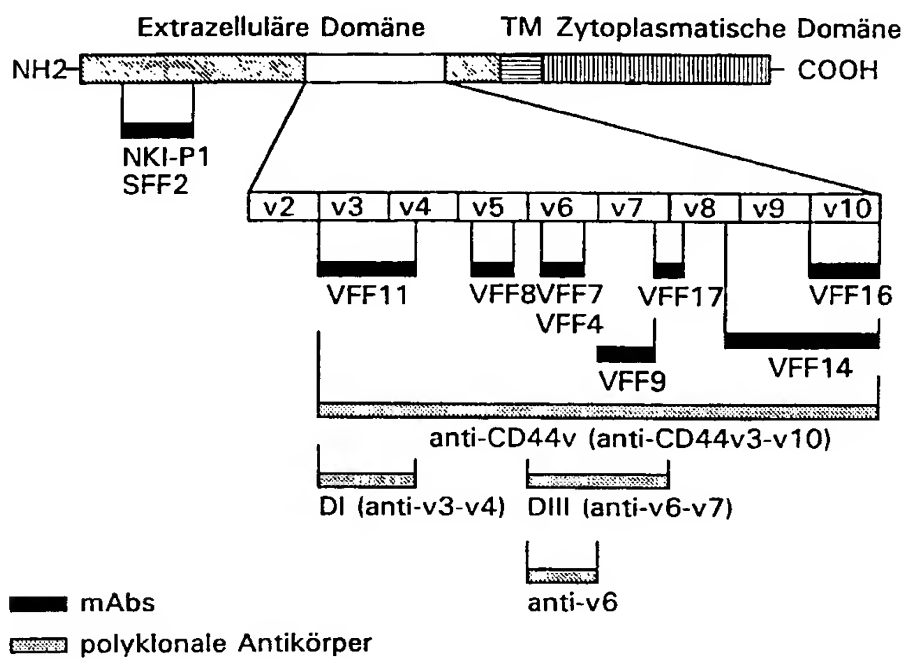 Extrazelluläre Domäne TM Zytoplasmatische Domäne
NH2 COOH
NKI-P1
SFF2
v2 v3 v4 v5 v6 v7 v8 v9 v10
VFF11 VFF8 VFF7 VFF17 VFF16
VFF4
VFF9 VFF14
anti-CD44v (anti-CD44v3-v10)
DI (anti-v3-v4) DIII (anti-v6-v7)
anti-v6
mAbs
polyklonale Antikörper